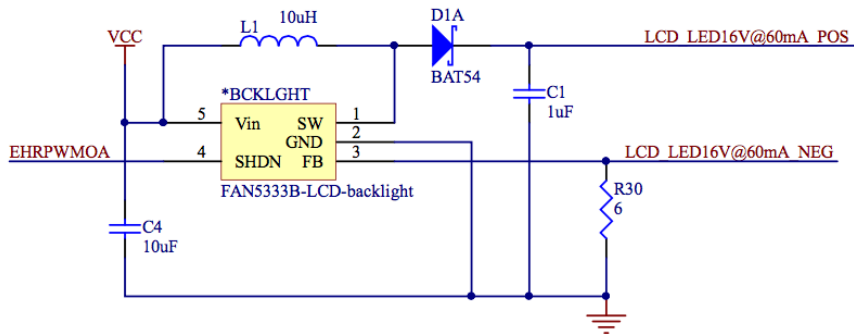 D1A
L1
10uH
VCC
LCD_LED16V@60mA_POS
BAT54
*BCKLGHT
C1
1uF
5
Vin
SW
1
GND
2
EHRPWMOA
4
SHDN
FB
3
LCD_LED16V@60mA_NEG
FAN5333B-LCD-backlight
R30
6
C4
10uF